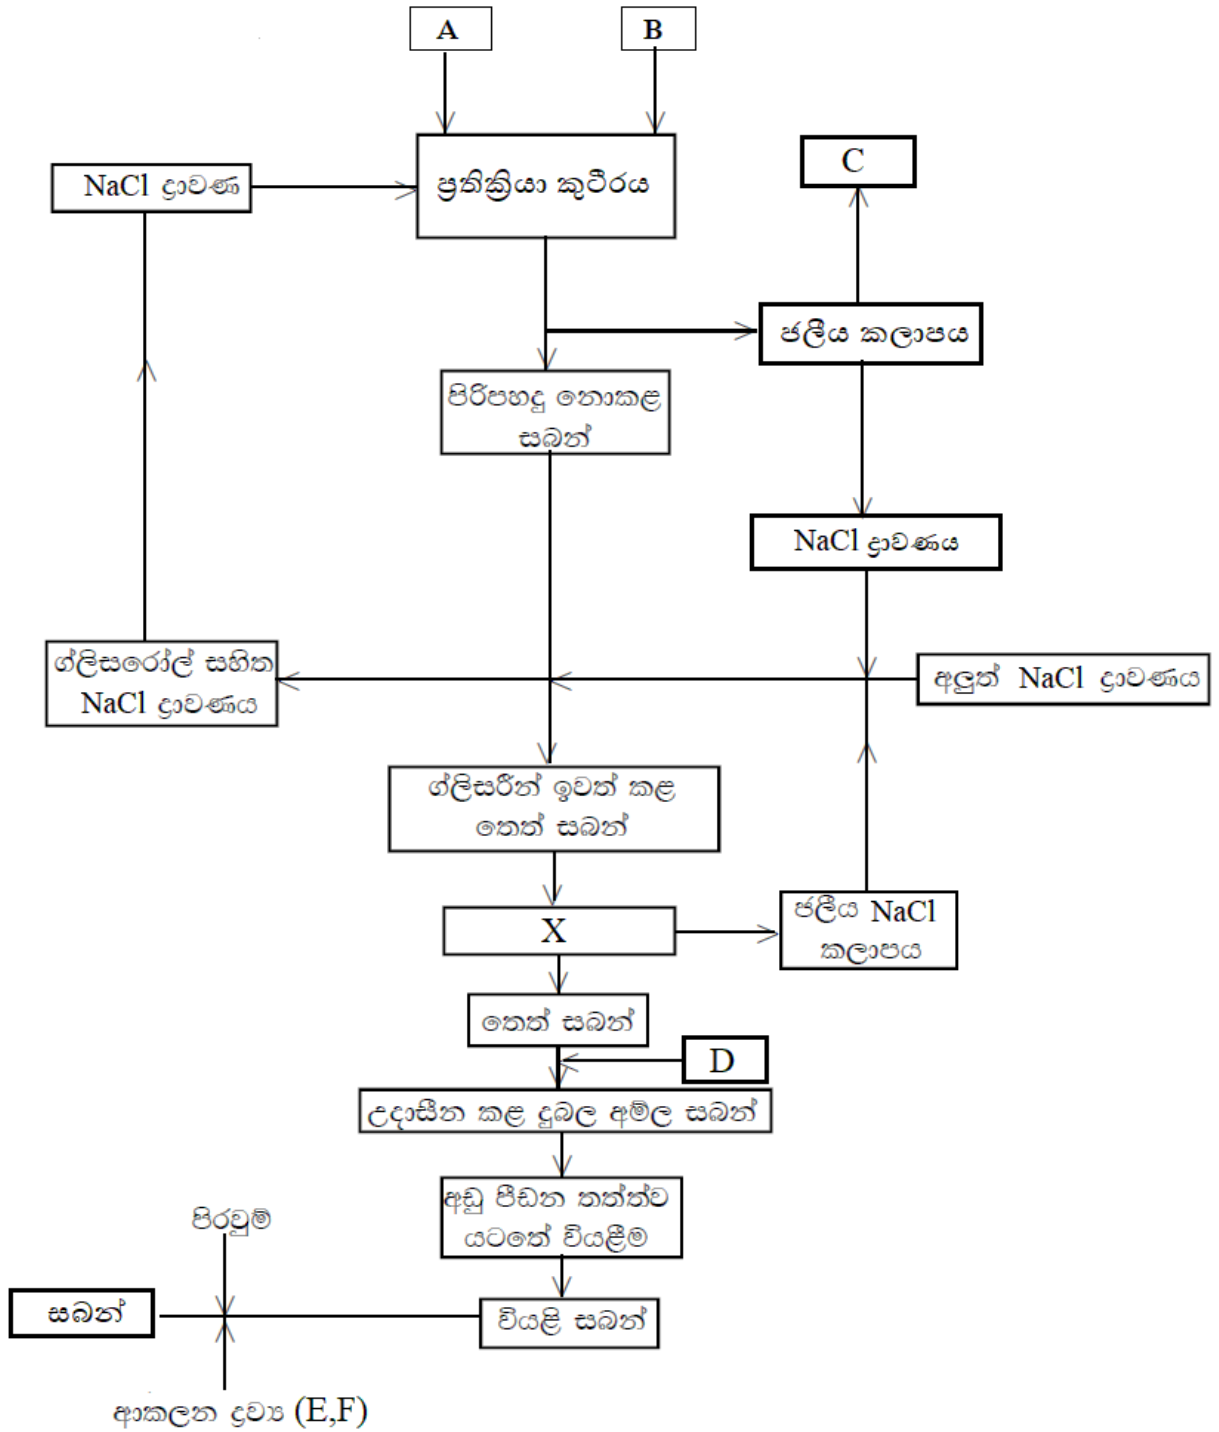 A
B
NaCl ද්‍රාවණ
ප්‍රතික්‍රියා කුටීරය
C
ජලීය කලාපය
පිරිපහදු නොකළ
සබන්
NaCl ද්‍රාවණය
ග්ලිසරෝල් සහිත
NaCl ද්‍රාවණය
අලුත් NaCl ද්‍රාවණය
ග්ලිසරීන් ඉවත් කළ
තෙත් සබන්
X
ජලීය NaCl
කලාපය
තෙත් සබන්
D
උදාසීන කළ දුබල අම්ල සබන්
අඩු පීඩන තත්ත්ව
යටතේ වියළීම
පිරවුම්
සබන්
වියළි සබන්
ආකලන ද්‍රව්‍ය (E,F)